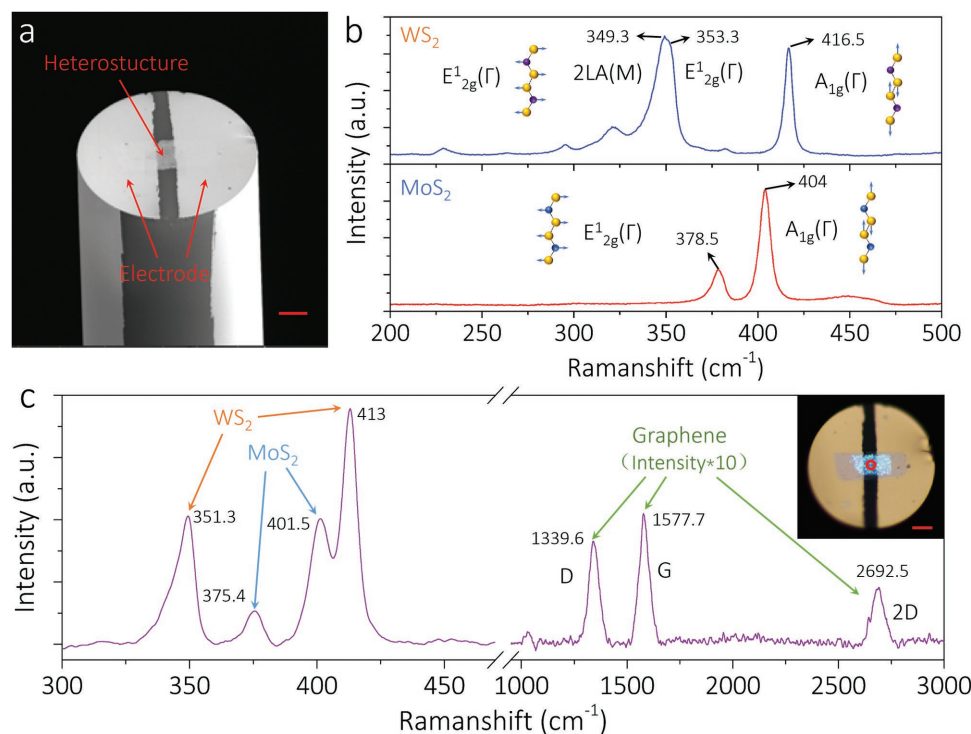 a
Heterostucture
Electrode
b
WS₂
E¹₂g(Γ)
349.3
353.3
2LA(M)
E¹₂g(Γ)
416.5
A₁g(Γ)
MoS₂
E¹₂g(Γ)
378.5
404
A₁g(Γ)
Intensity (a.u.)
200 250 300 350 400 450 500
Ramanshift (cm⁻¹)
c
WS₂
MoS₂
351.3
375.4
401.5
413
Graphene
(Intensity*10)
1339.6
D
1577.7
G
2692.5
2D
Intensity (a.u.)
300 350 400 450 1000 1500 2000 2500 3000
Ramanshift (cm⁻¹)